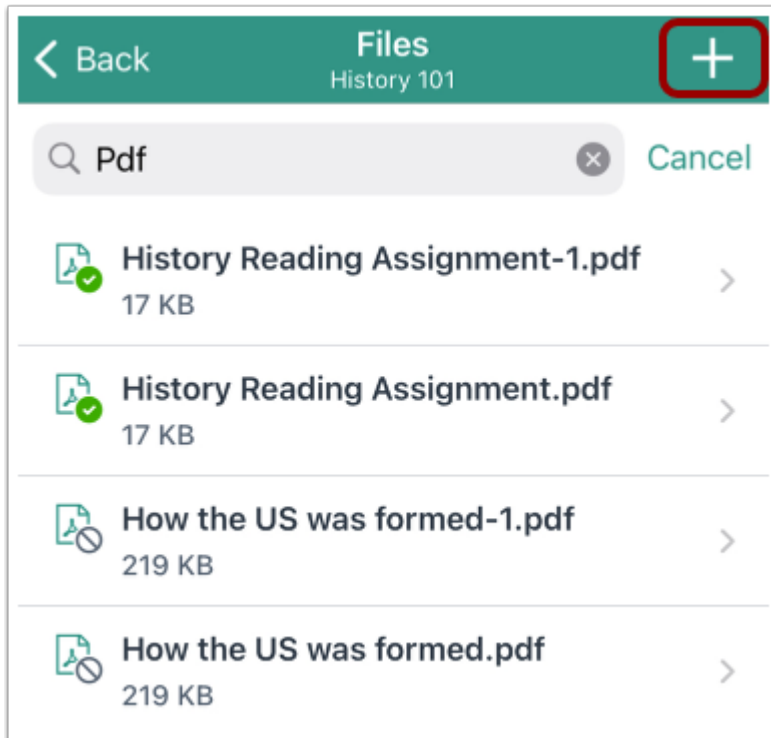 Back
Files
History 101
Pdf
Cancel
History Reading Assignment-1.pdf
17 KB
History Reading Assignment.pdf
17 KB
How the US was formed-1.pdf
219 KB
How the US was formed.pdf
219 KB